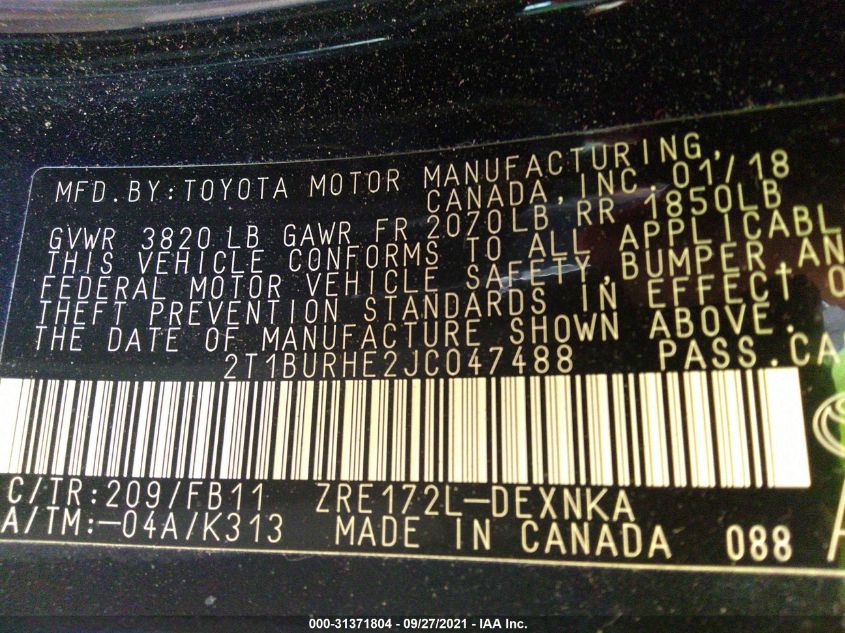 MFD. BY: TOYOTA MOTOR MANUFACTURING,
CANADA, INC. 01/18
GVWR 3820 LB GAWR FR 2070LB RR 1850LB
THIS VEHICLE CONFORMS TO ALL APPLICABL
FEDERAL MOTOR VEHICLE SAFETY, BUMPER AN
THEFT PREVENTION STANDARDS IN EFFECT O
THE DATE OF MANUFACTURE SHOWN ABOVE.
2T1BURHE2JC047488 PASS.CA
C/TR:209/FB11 ZRE172L-DEXNKA
A/TM:-04A/K313 MADE IN CANADA 088
000-31371804 - 09/27/2021 - IAA Inc.